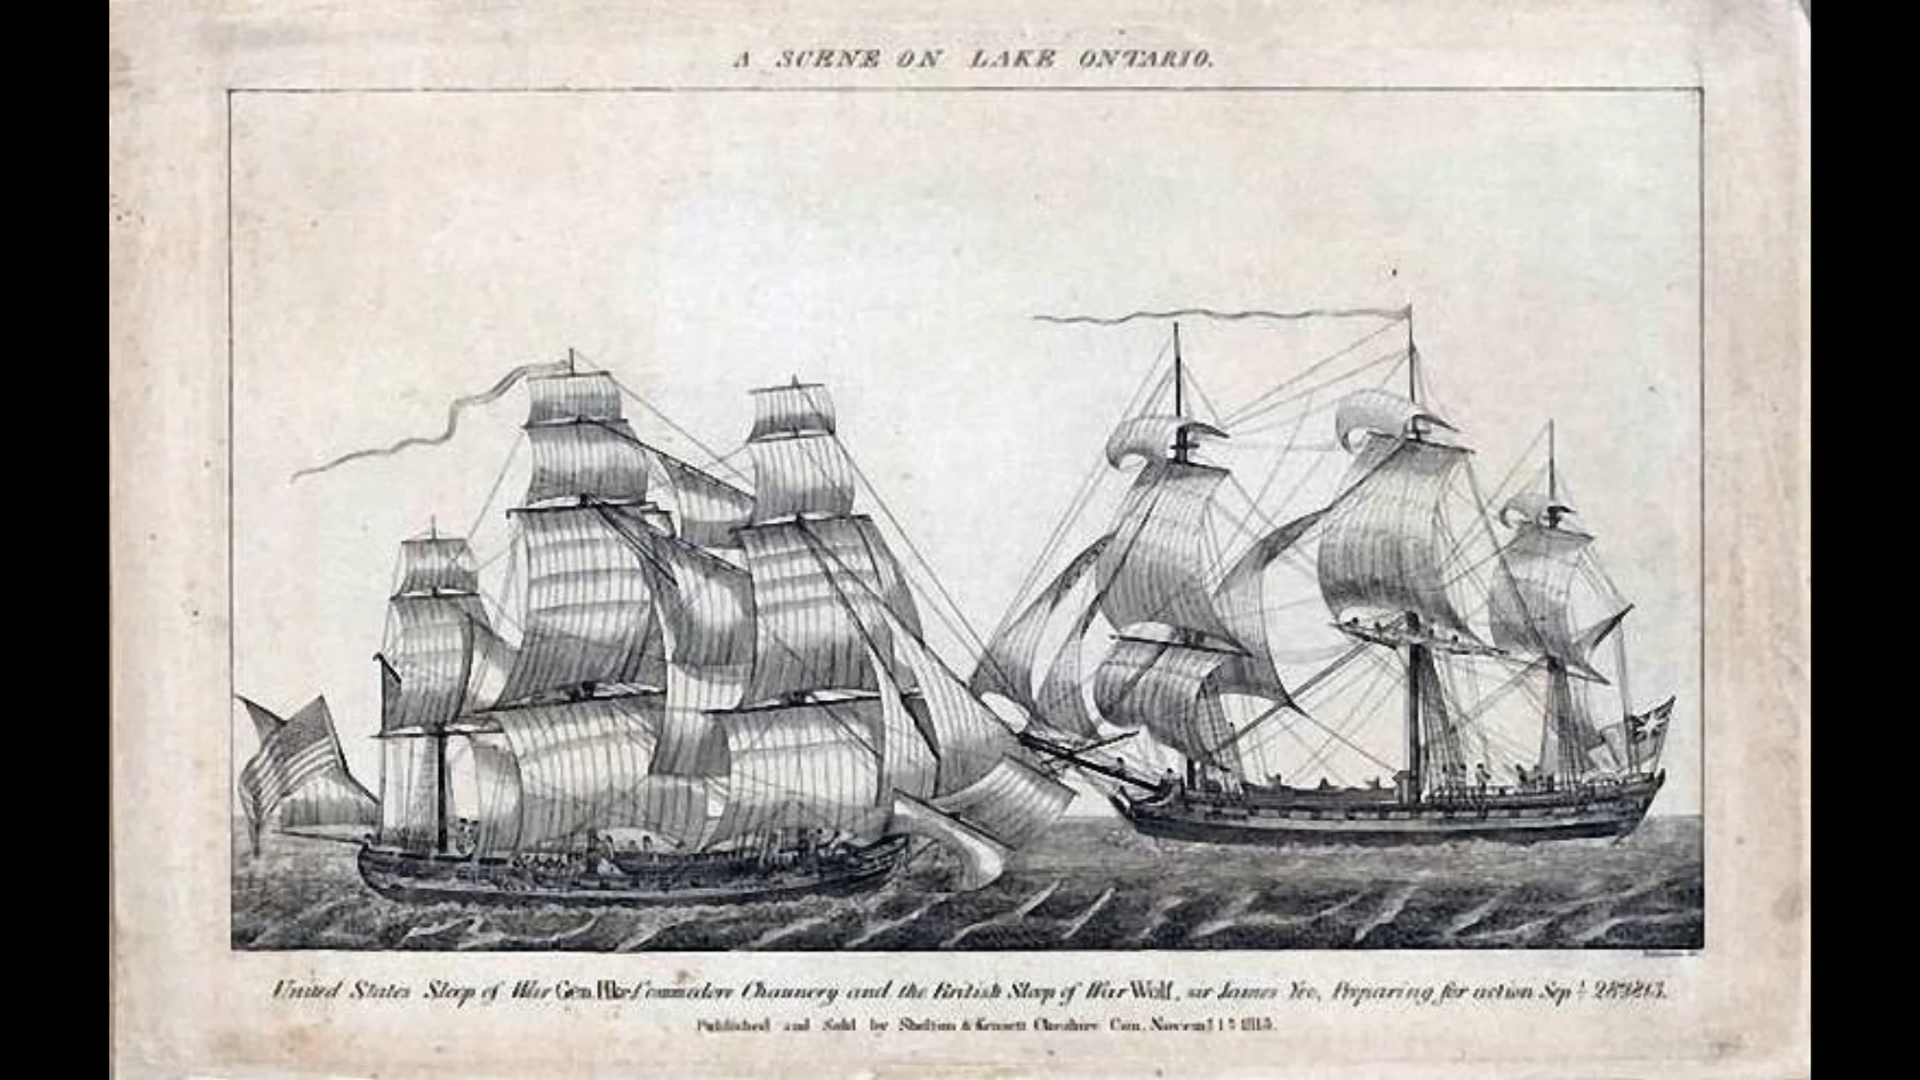 A SCENE ON LAKE ONTARIO.
United States Sloop of War Gen. Pike, Commodore Chauncey and the British Sloop of War Wolf, sir James Yeo, Preparing for action Sept. 28th 1813.
Published and Sold by Shelton & Kensett Cheshire Con. Novem. 1st 1813.